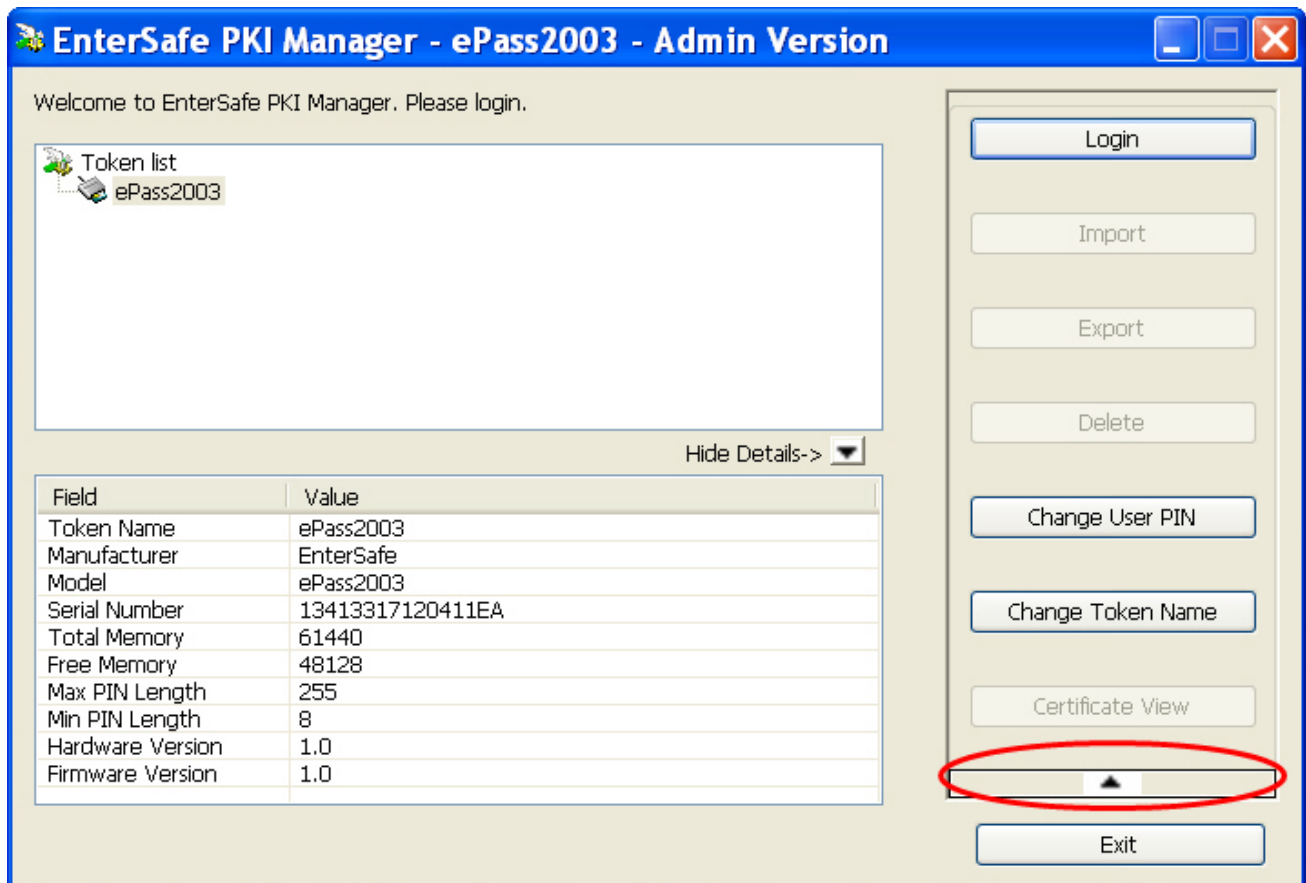 EnterSafe PKI Manager - ePass2003 - Admin Version
Welcome to EnterSafe PKI Manager. Please login.
Token list
ePass2003
Hide Details->
Field Value
Token Name ePass2003
Manufacturer EnterSafe
Model ePass2003
Serial Number 13413317120411EA
Total Memory 61440
Free Memory 48128
Max PIN Length 255
Min PIN Length 8
Hardware Version 1.0
Firmware Version 1.0
Login
Import
Export
Delete
Change User PIN
Change Token Name
Certificate View
Exit